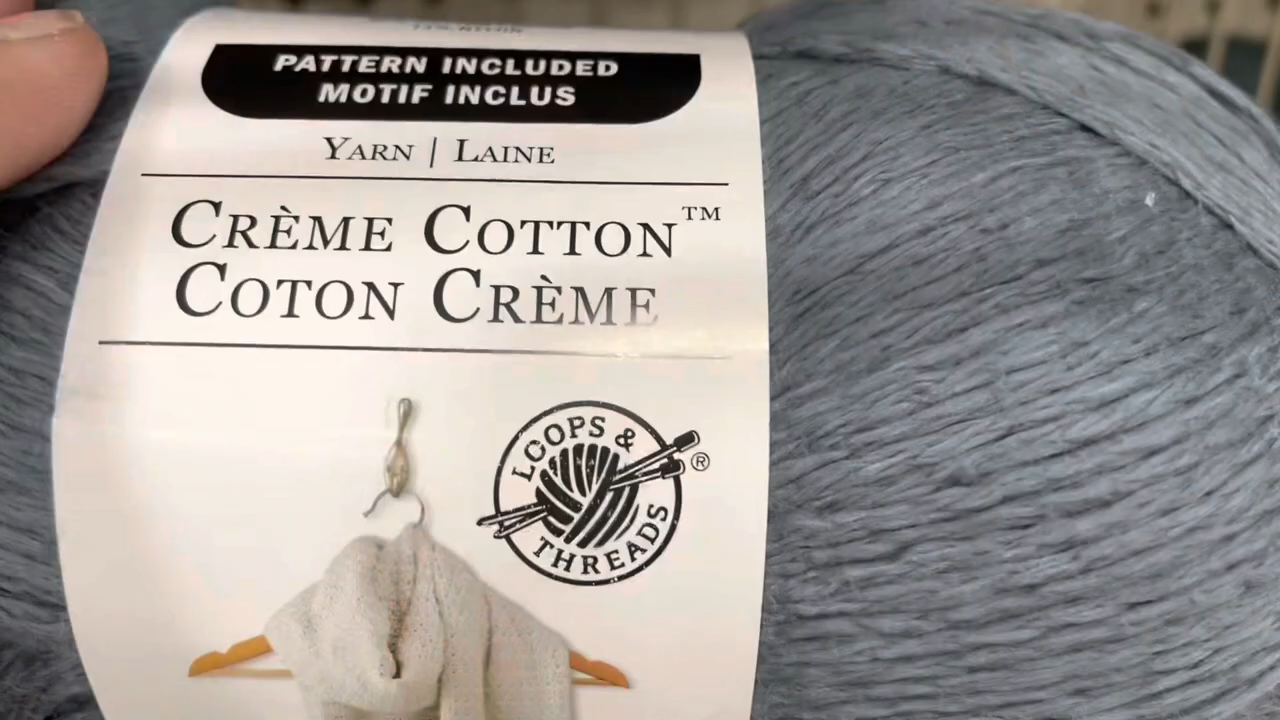 PATTERN INCLUDED
MOTIF INCLUS
YARN | LAINE
CRÈME COTTON™
COTON CRÈME
LOOPS &
THREADS
®